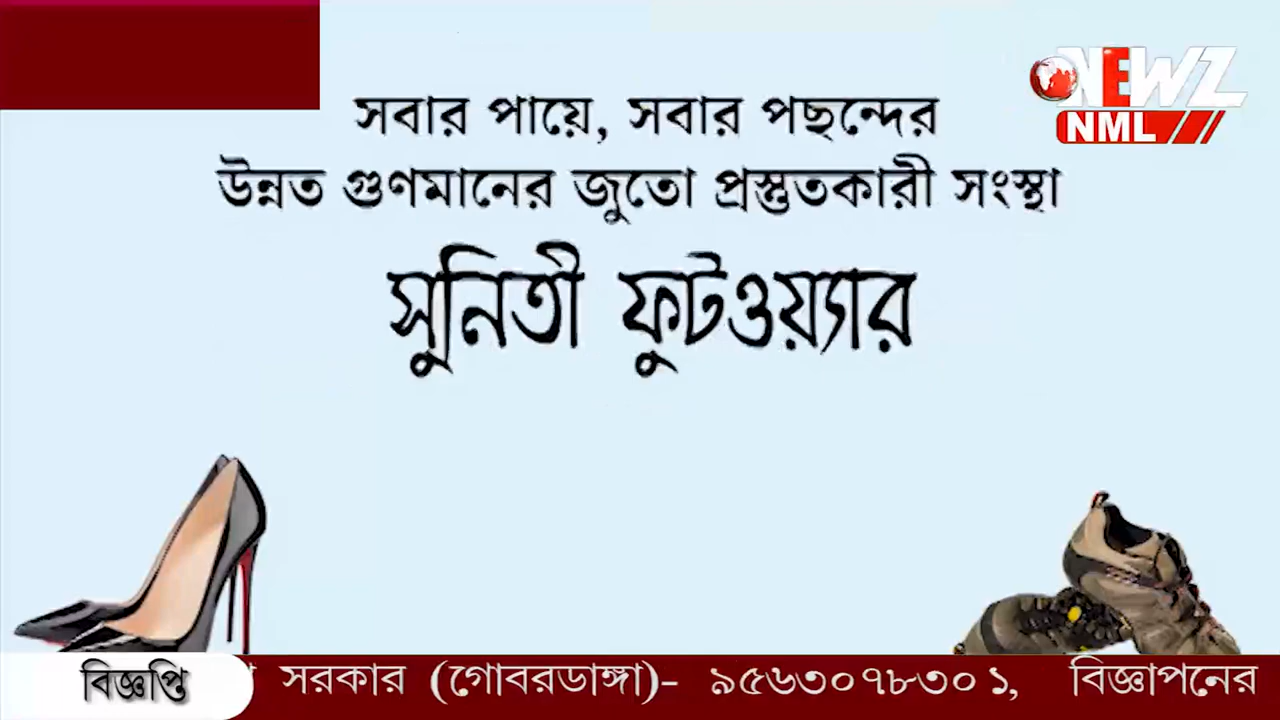 NEWZ
NML
সবার পায়ে, সবার পছন্দের
উন্নত গুণমানের জুতো প্রস্তুতকারী সংস্থা
সুনিতী ফুটওয়্যার
বিজ্ঞপ্তি
সরকার (গোবরডাঙ্গা)- ৯৫৬৩০৭৮৩০১, বিজ্ঞাপনের